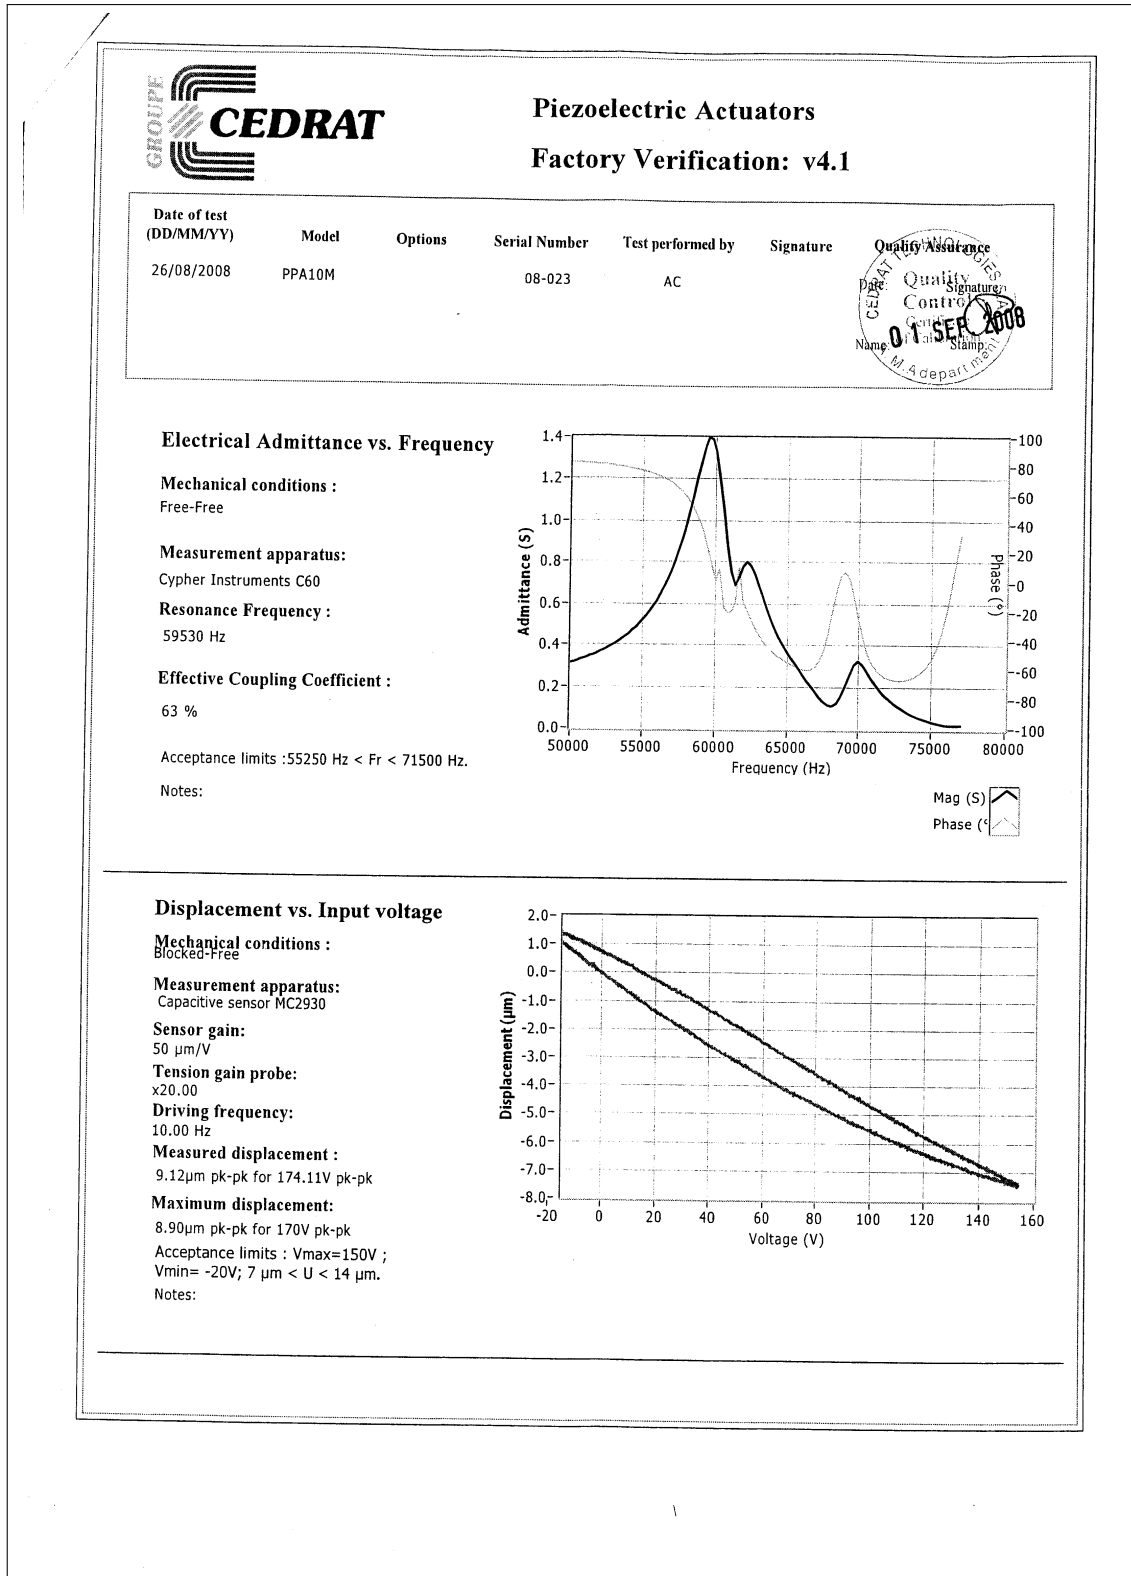 GROUPE
CEDRAT
Piezoelectric Actuators
Factory Verification: v4.1
Date of test
(DD/MM/YY)
Model
Options
Serial Number
Test performed by
Signature
Quality Assurance
26/08/2008
PPA10M
08-023
AC
CEDRAT TECHNOLOGIES
Date:
Quality
Signature
Control
01 SEP. 2008
Name:
Stamp:
M.A department
Electrical Admittance vs. Frequency
Mechanical conditions :
Free-Free
Measurement apparatus:
Cypher Instruments C60
Resonance Frequency :
59530 Hz
Effective Coupling Coefficient :
63 %
Acceptance limits :55250 Hz < Fr < 71500 Hz.
Notes:
1.4
1.2
1.0
0.8
0.6
0.4
0.2
0.0
Admittance (S)
100
80
60
40
20
0
-20
-40
-60
-80
-100
Phase (°)
50000 55000 60000 65000 70000 75000 80000
Frequency (Hz)
Mag (S)
Phase (°
Displacement vs. Input voltage
Mechanical conditions :
Blocked-Free
Measurement apparatus:
Capacitive sensor MC2930
Sensor gain:
50 µm/V
Tension gain probe:
x20.00
Driving frequency:
10.00 Hz
Measured displacement :
9.12µm pk-pk for 174.11V pk-pk
Maximum displacement:
8.90µm pk-pk for 170V pk-pk
Acceptance limits : Vmax=150V ;
Vmin= -20V; 7 µm < U < 14 µm.
Notes:
2.0
1.0
0.0
-1.0
-2.0
-3.0
-4.0
-5.0
-6.0
-7.0
-8.0
Displacement (µm)
-20 0 20 40 60 80 100 120 140 160
Voltage (V)